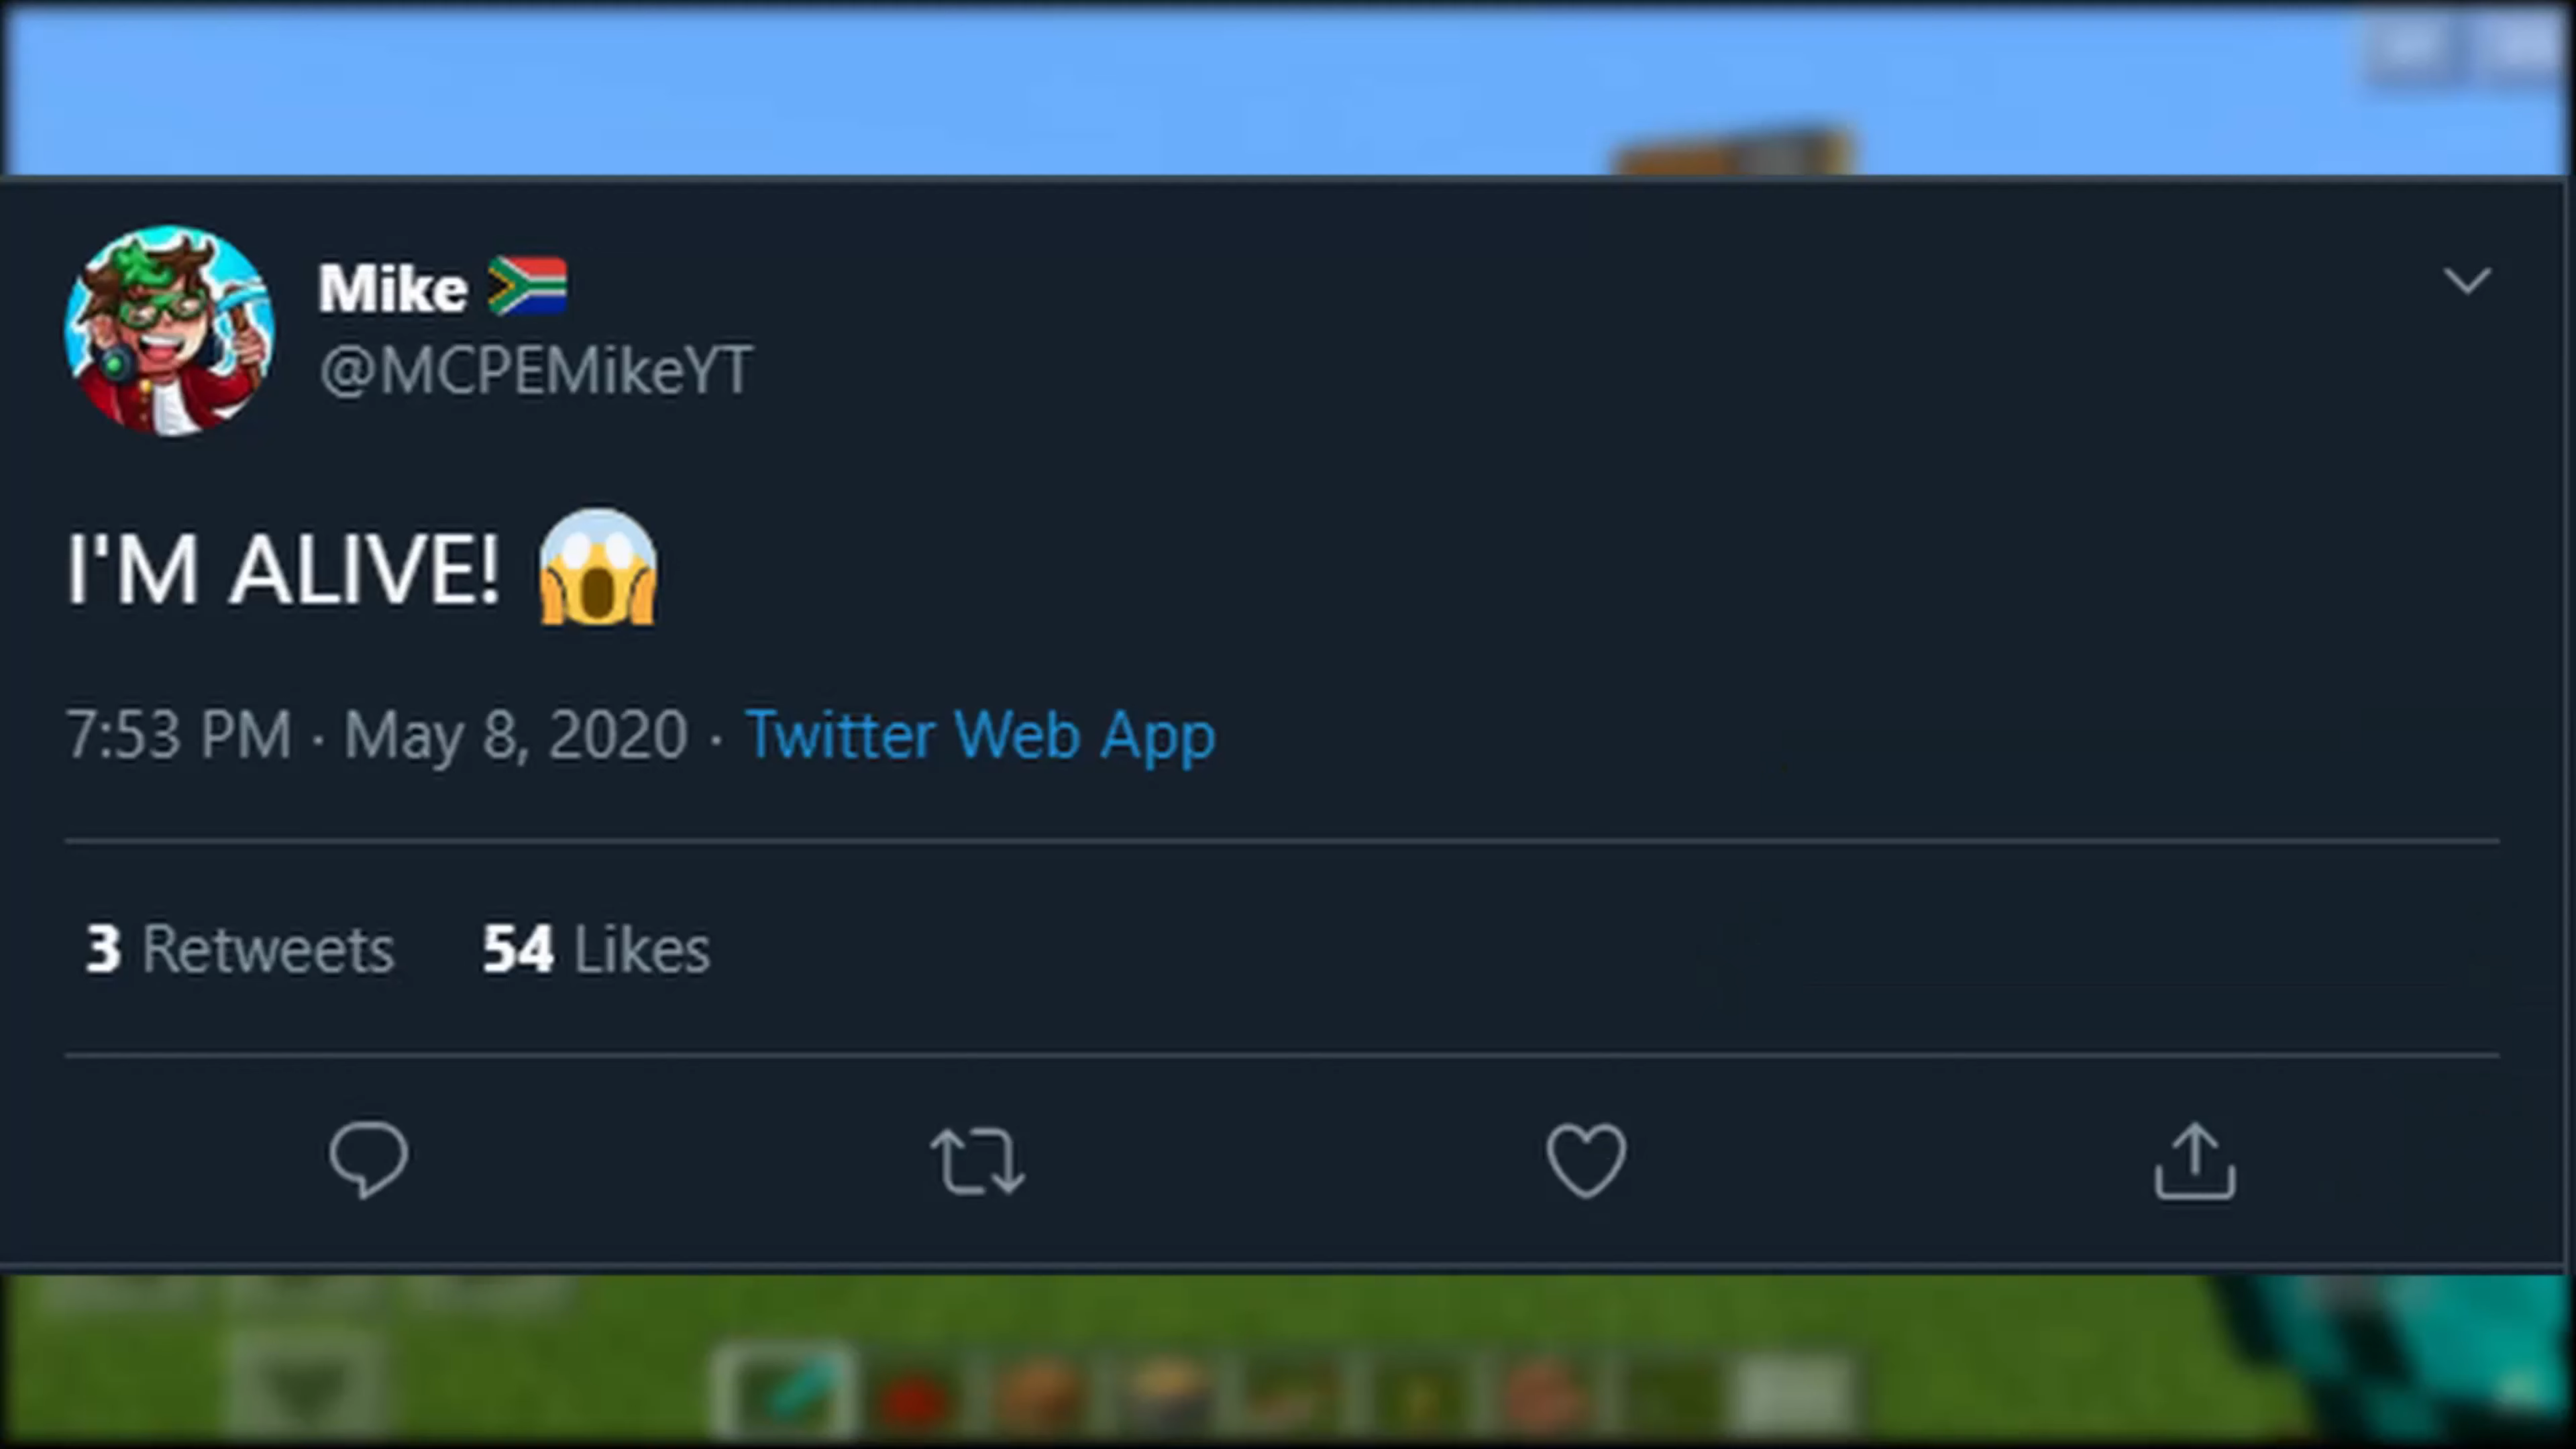 Mike 🇿🇦
@MCPEMikeYT
I'M ALIVE! 😱
7:53 PM · May 8, 2020 · Twitter Web App
3 Retweets 54 Likes